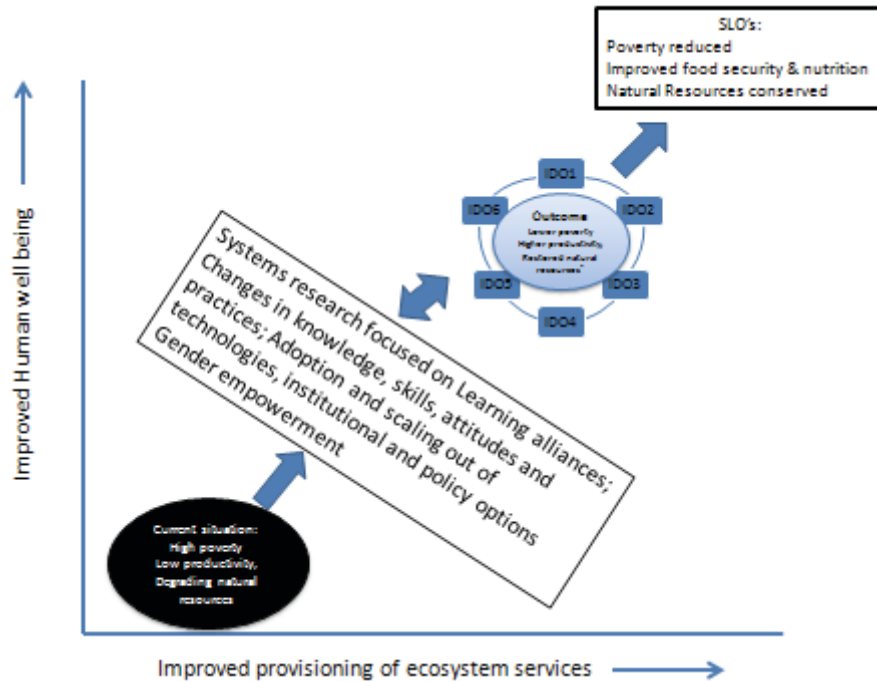 SLO's:
Poverty reduced
Improved food security & nutrition
Natural Resources conserved
IDO1
IDO2
IDO3
IDO4
IDO5
IDO6
Outcome
Lower poverty
Higher productivity,
Restored natural
resources"
Systems research focused on Learning alliances;
Changes in knowledge, skills, attitudes and
practices; Adoption and scaling out of
technologies, institutional and policy options
Gender empowerment
Current situation:
High poverty
Low productivity,
Degrading natural
resources
Improved Human well being
Improved provisioning of ecosystem services